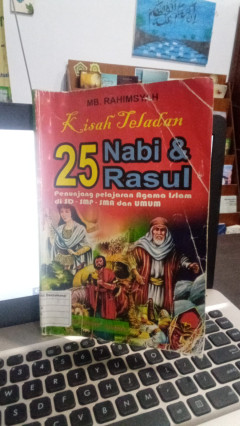 MB. RAHIMSYAH
Kisah Teladan
25 Nabi &
Rasul
Penunjang pelajaran Agama Islam
di SD - SMP - SMA dan UMUM